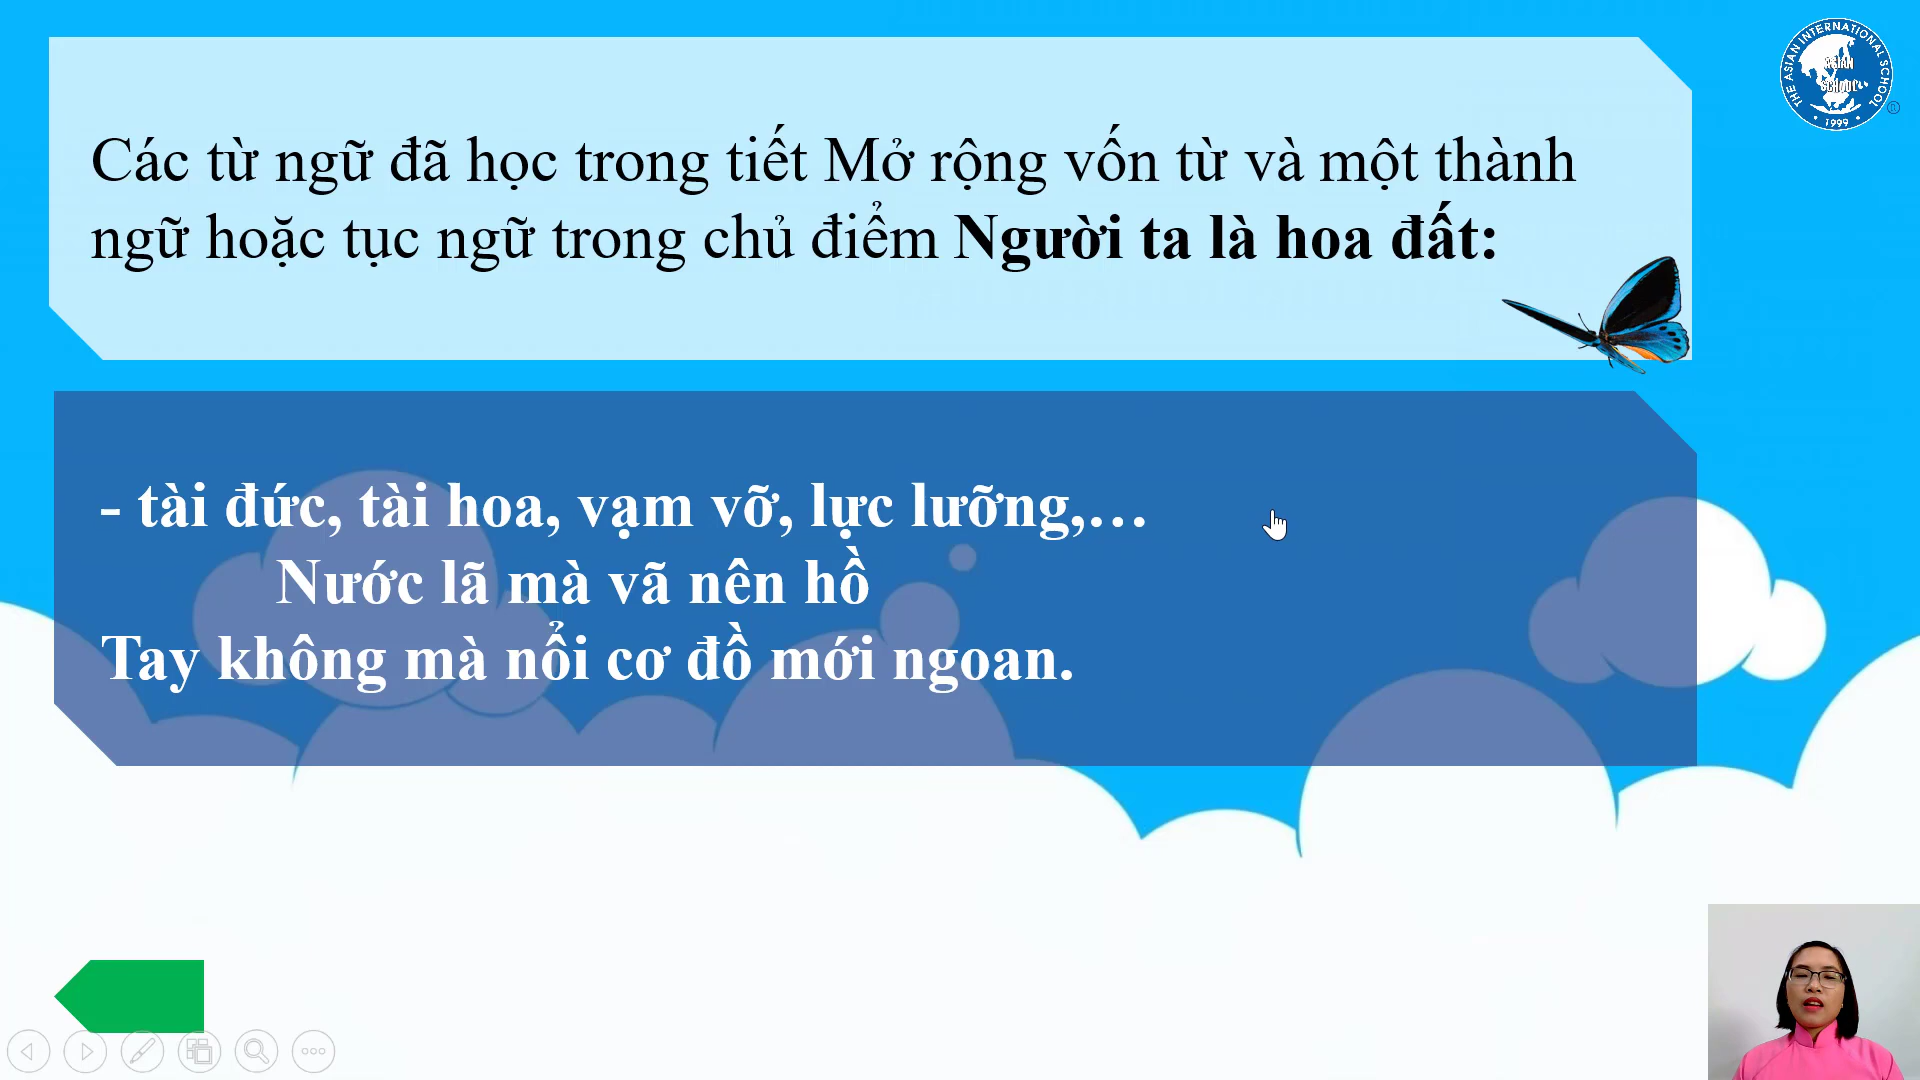 Các từ ngữ đã học trong tiết Mở rộng vốn từ và một thành
ngữ hoặc tục ngữ trong chủ điểm Người ta là hoa đất:
- tài đức, tài hoa, vạm vỡ, lực lưỡng,…
Nước lã mà vã nên hồ
Tay không mà nổi cơ đồ mới ngoan.
THE ASIAN INTERNATIONAL SCHOOL
ASIAN
SCHOOL
1999
®